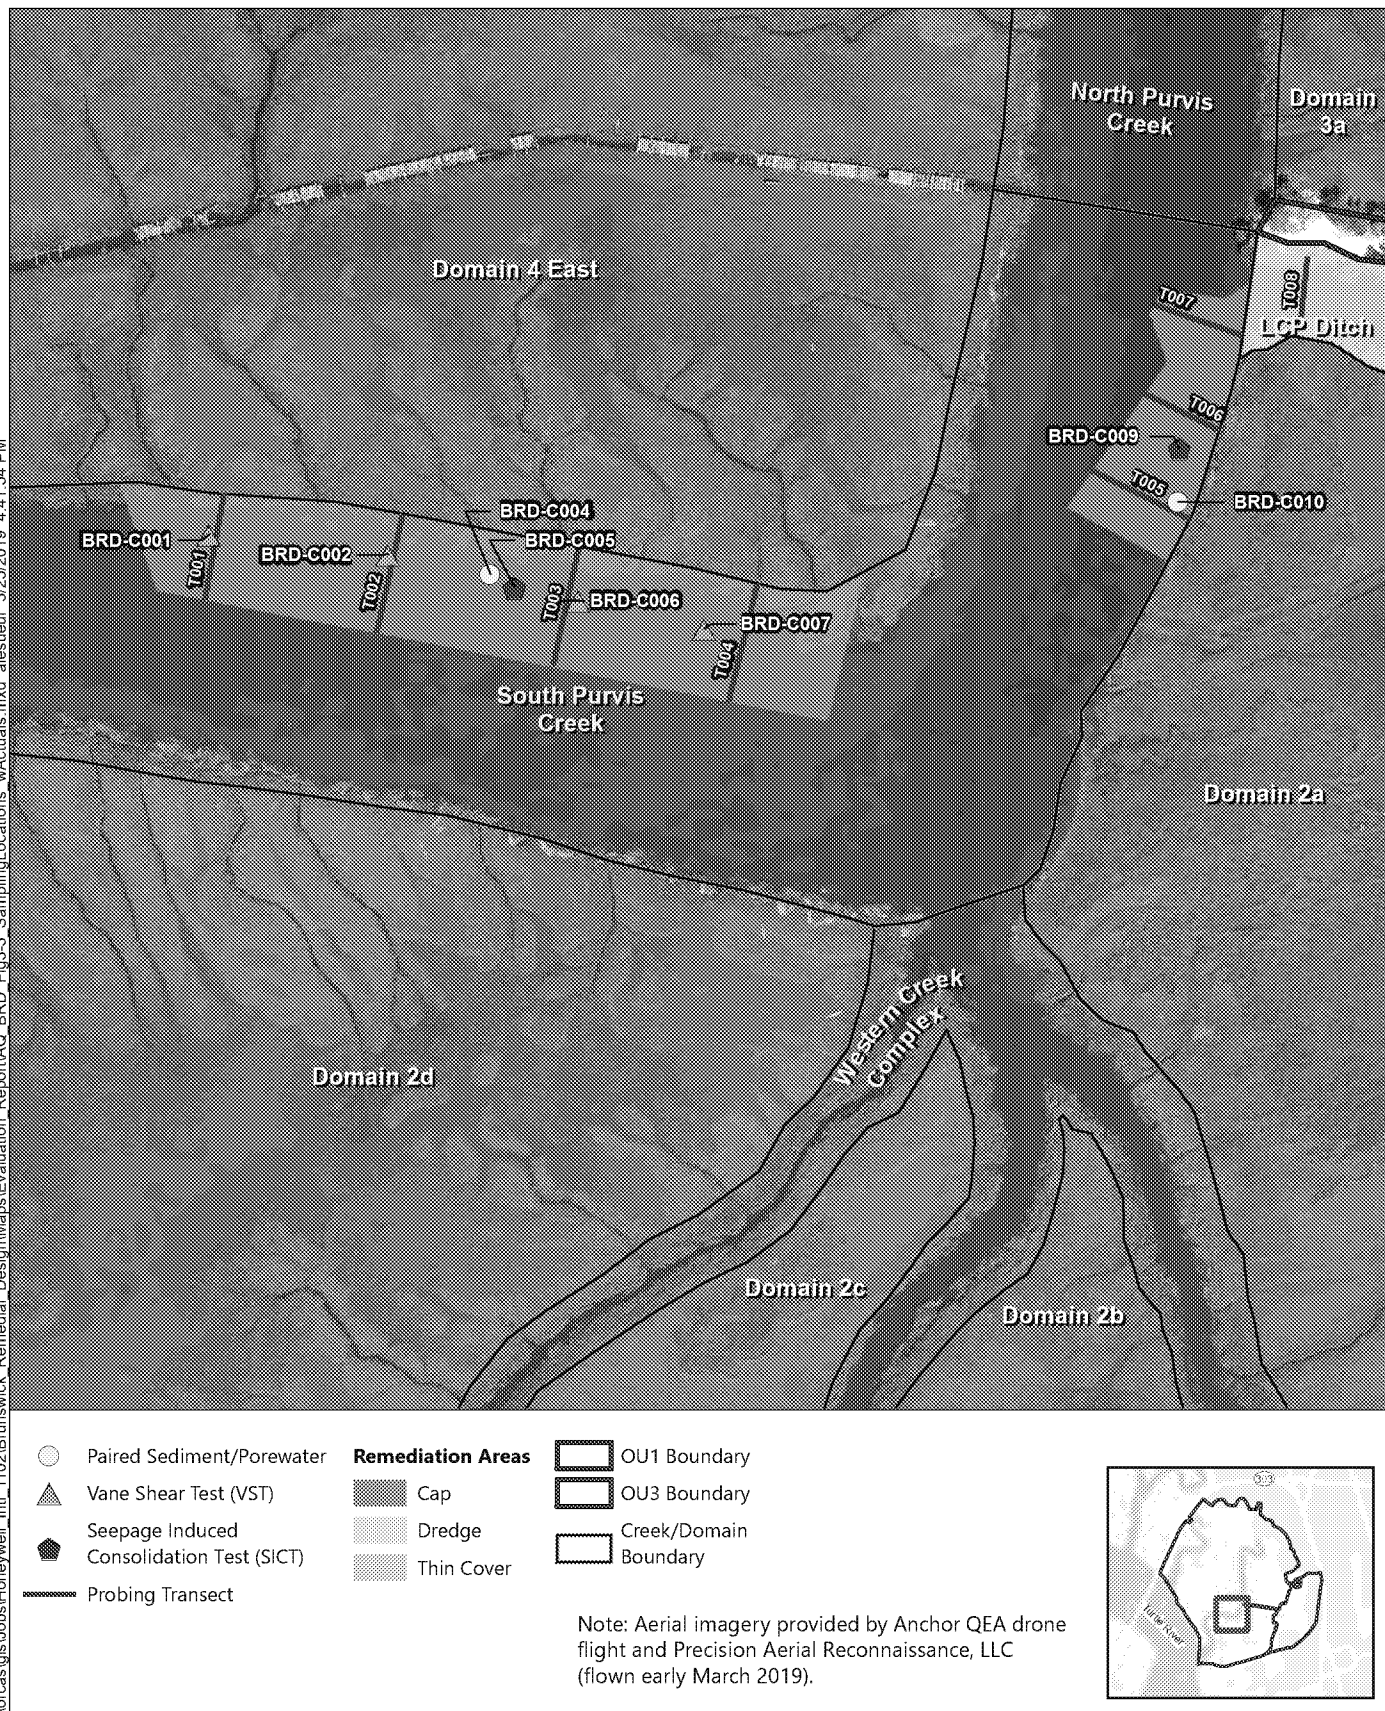 North Purvis
Creek
Domain
3a
Domain 4 East
T008
T007
LCP Ditch
T006
BRD-C009
T005
BRD-C010
BRD-C004
BRD-C005
BRD-C001
T001
BRD-C002
T002
T003
BRD-C006
BRD-C007
T004
South Purvis
Creek
Domain 2a
Western Creek
Complex
Domain 2d
Domain 2c
Domain 2b
Paired Sediment/Porewater
Vane Shear Test (VST)
Seepage Induced
Consolidation Test (SICT)
Probing Transect
Remediation Areas
Cap
Dredge
Thin Cover
OU1 Boundary
OU3 Boundary
Creek/Domain
Boundary
Note: Aerial imagery provided by Anchor QEA drone
flight and Precision Aerial Reconnaissance, LLC
(flown early March 2019).
Turtle River